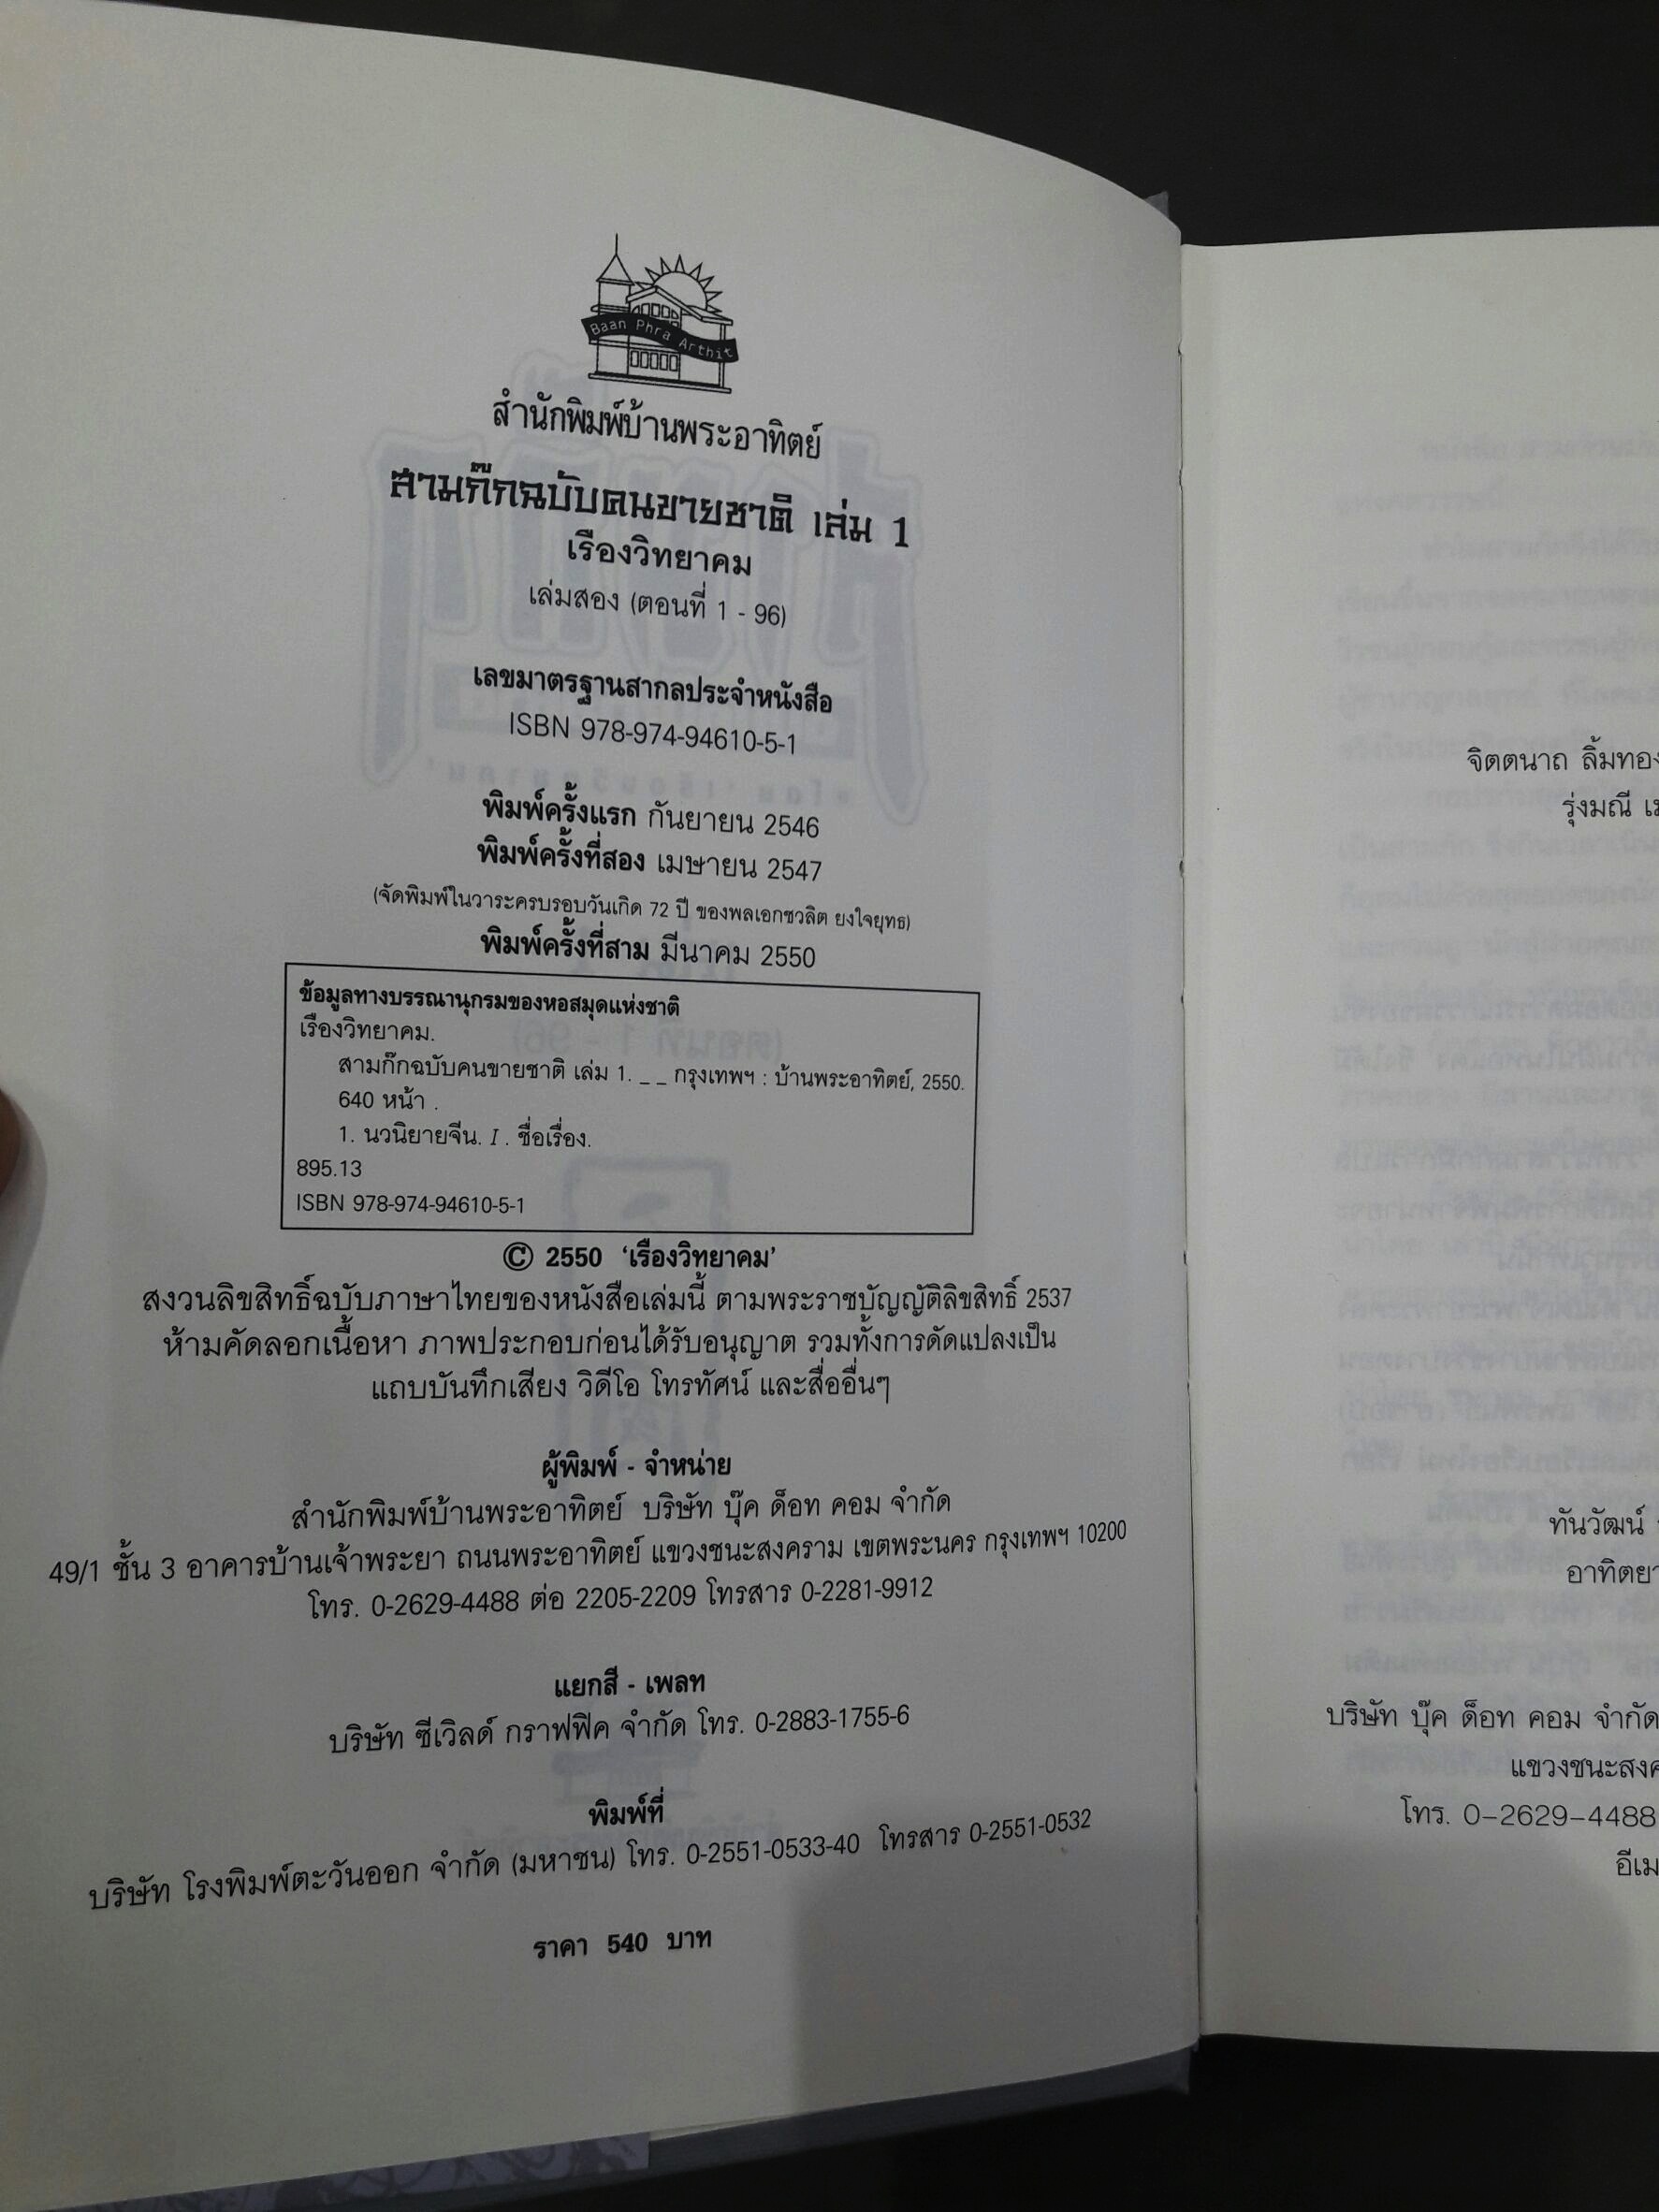 Baan Phra Arthit
สำนักพิมพ์บ้านพระอาทิตย์
สามก๊กฉบับคนขายชาติ เล่ม 1
เรืองวิทยาคม
เล่มสอง (ตอนที่ 1 - 96)
เลขมาตรฐานสากลประจำหนังสือ
ISBN 978-974-94610-5-1
พิมพ์ครั้งแรก กันยายน 2546
พิมพ์ครั้งที่สอง เมษายน 2547
(จัดพิมพ์ในวาระครบรอบวันเกิด 72 ปี ของพลเอกชวลิต ยงใจยุทธ)
พิมพ์ครั้งที่สาม มีนาคม 2550
ข้อมูลทางบรรณานุกรมของหอสมุดแห่งชาติ
เรืองวิทยาคม.
สามก๊กฉบับคนขายชาติ เล่ม 1. _ _ กรุงเทพฯ : บ้านพระอาทิตย์, 2550.
640 หน้า .
1. นวนิยายจีน. I . ชื่อเรื่อง.
895.13
ISBN 978-974-94610-5-1
© 2550 ‘เรืองวิทยาคม’
สงวนลิขสิทธิ์ฉบับภาษาไทยของหนังสือเล่มนี้ ตามพระราชบัญญัติลิขสิทธิ์ 2537
ห้ามคัดลอกเนื้อหา ภาพประกอบก่อนได้รับอนุญาต รวมทั้งการดัดแปลงเป็น
แถบบันทึกเสียง วิดีโอ โทรทัศน์ และสื่ออื่นๆ
ผู้พิมพ์ - จำหน่าย
สำนักพิมพ์บ้านพระอาทิตย์ บริษัท บุ๊ค ด็อท คอม จำกัด
49/1 ชั้น 3 อาคารบ้านเจ้าพระยา ถนนพระอาทิตย์ แขวงชนะสงคราม เขตพระนคร กรุงเทพฯ 10200
โทร. 0-2629-4488 ต่อ 2205-2209 โทรสาร 0-2281-9912
แยกสี - เพลท
บริษัท ซีเวิลด์ กราฟฟิค จำกัด โทร. 0-2883-1755-6
พิมพ์ที่
บริษัท โรงพิมพ์ตะวันออก จำกัด (มหาชน) โทร. 0-2551-0533-40 โทรสาร 0-2551-0532
ราคา 540 บาท
จิตตนาถ ลิ้มทอง
รุ่งมณี เม
ทันวัฒน์
อาทิตยา
บริษัท บุ๊ค ด็อท คอม จำกัด
แขวงชนะสงค
โทร. 0-2629-4488
อีเม